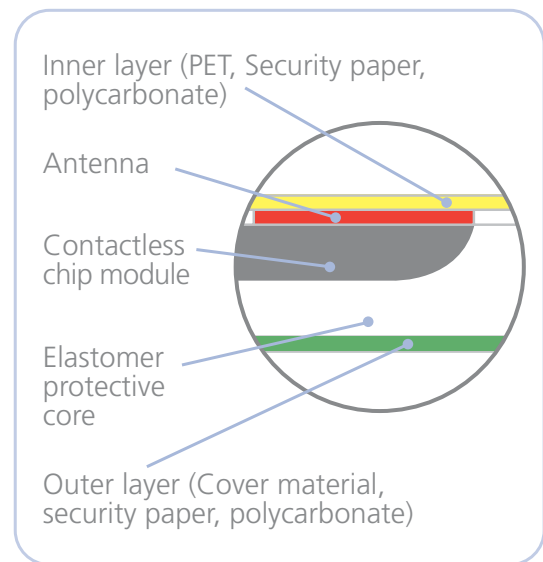 Inner layer (PET, Security paper,
polycarbonate)
Antenna
Contactless
chip module
Elastomer
protective
core
Outer layer (Cover material,
security paper, polycarbonate)